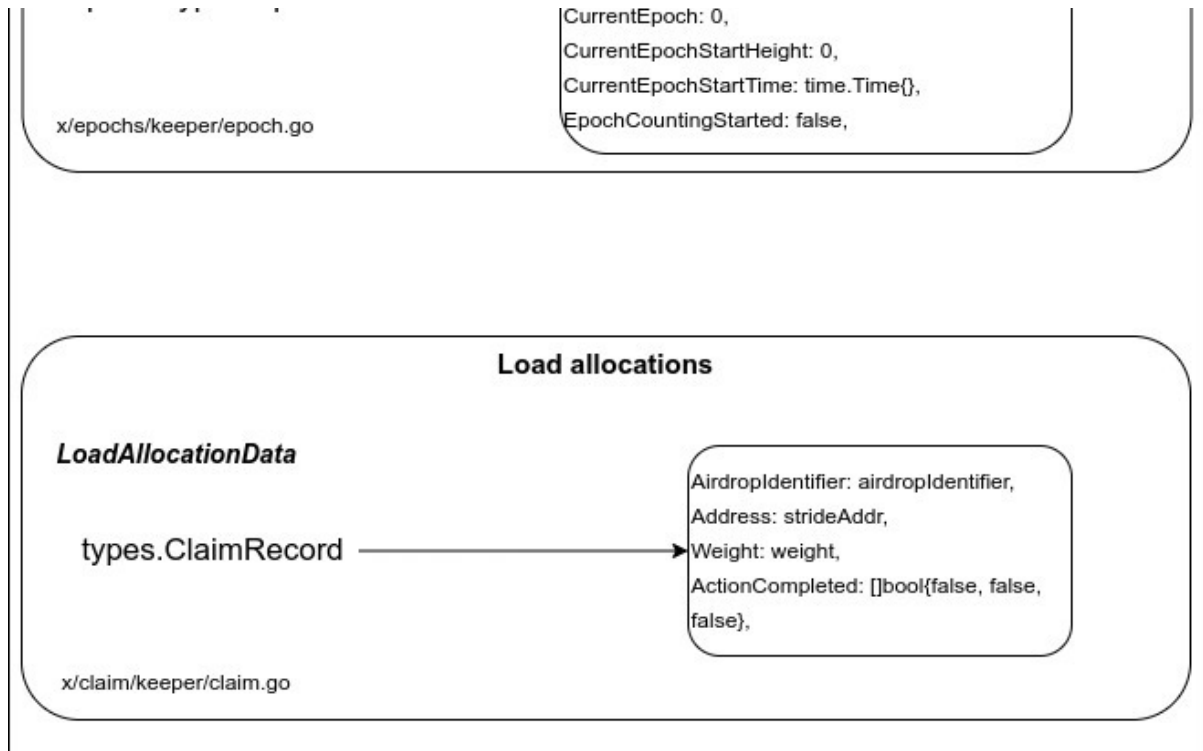 CurrentEpoch: 0,
CurrentEpochStartHeight: 0,
CurrentEpochStartTime: time.Time{},
EpochCountingStarted: false,
x/epochs/keeper/epoch.go
Load allocations
LoadAllocationData
types.ClaimRecord
AirdropIdentifier: airdropIdentifier,
Address: strideAddr,
Weight: weight,
ActionCompleted: []bool{false, false,
false},
x/claim/keeper/claim.go